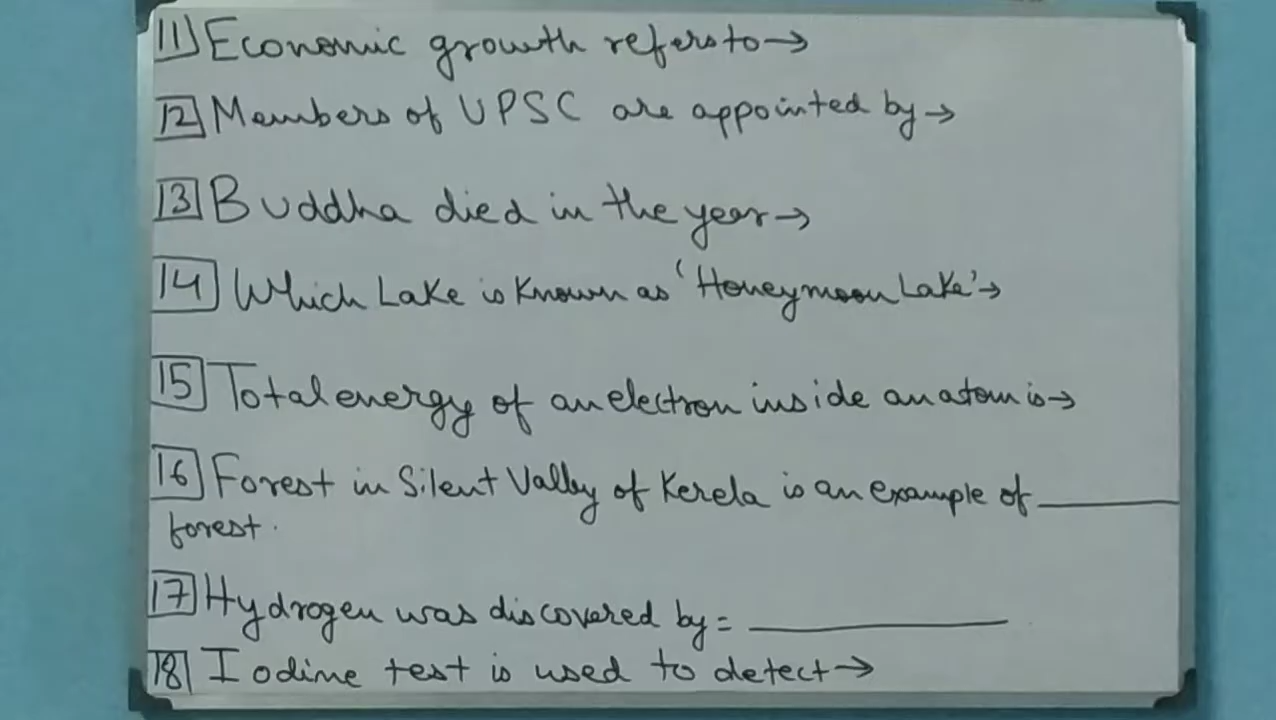 11) Economic growth refers to→
12 Members of UPSC are appointed by→
13 Buddha died in the year→
14 Which Lake is Known as 'Honeymoon Lake'→
15 Total energy of an electron inside an atom is→
16 Forest in Silent Valley of Kerela is an example of ________
forest.
17 Hydrogen was discovered by= ________
18 Iodine test is used to detect→